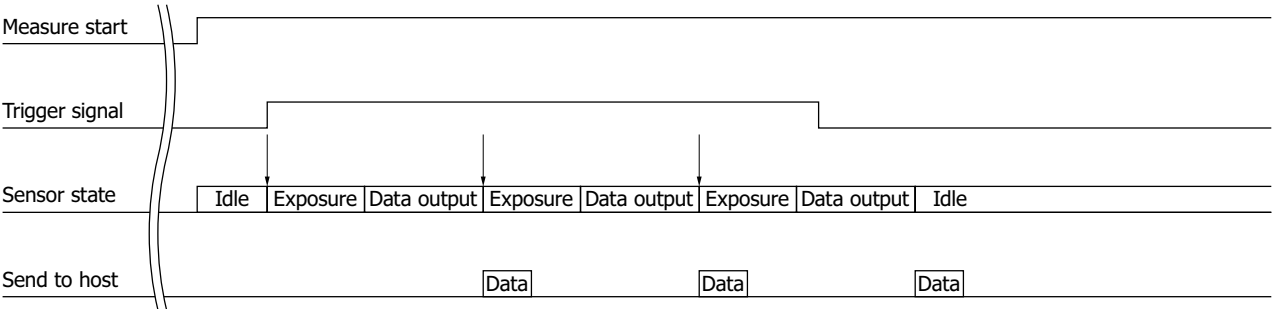 Measure start
Trigger signal
Sensor state Idle Exposure Data output Exposure Data output Exposure Data output Idle
Send to host Data Data Data